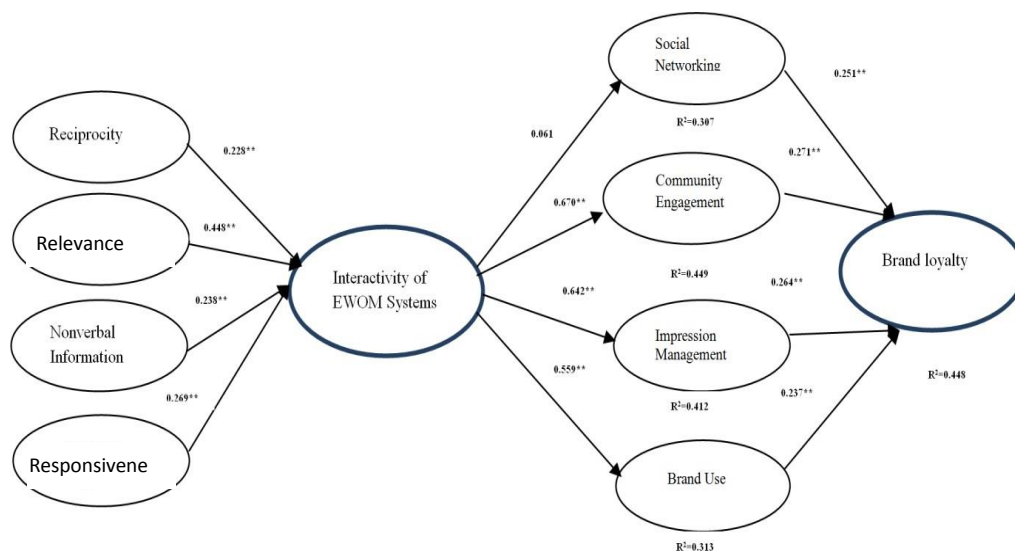 Social
Networking
0.251**
R²=0.307
Reciprocity
0.228**
0.061
0.271**
Community
Engagement
0.670**
Relevance
0.448**
Interactivity of
EWOM Systems
Brand loyalty
R²=0.449
0.264**
0.642**
0.238**
Nonverbal
Information
Impression
Management
0.559**
R²=0.448
0.269**
R²=0.412
0.237**
Responsivene
Brand Use
R²=0.313